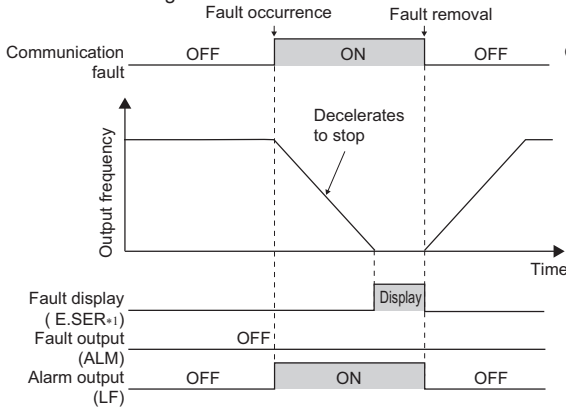 Fault occurrence
Fault removal
Communication
fault
OFF
ON
OFF
Output frequency
Decelerates
to stop
Time
Fault display
( E.SER*1)
Display
Fault output
(ALM)
OFF
Alarm output
(LF)
OFF
ON
OFF